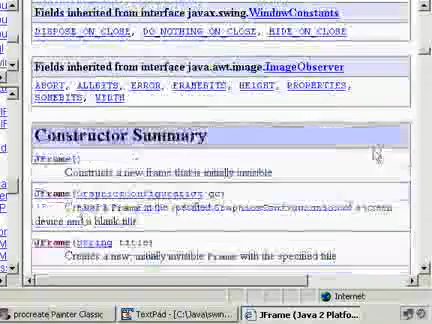 Fields inherited from interface javax.swing.WindowConstants
DISPOSE_ON_CLOSE, DO_NOTHING_ON_CLOSE, HIDE_ON_CLOSE
Fields inherited from interface java.awt.image.ImageObserver
ABORT, ALLBITS, ERROR, FRAMEBITS, HEIGHT, PROPERTIES,
SOMEBITS, WIDTH
Constructor Summary
JFrame()
Constructs a new frame that is initially invisible
JFrame(GraphicsConfiguration gc)
Creates a Frame in the specified GraphicsConfiguration of a screen
device and a blank title
JFrame(String title)
Creates a new, initially invisible Frame with the specified title
Internet
procreate Painter Classic
TextPad - [C:\Java\swin...
JFrame (Java 2 Platfo...